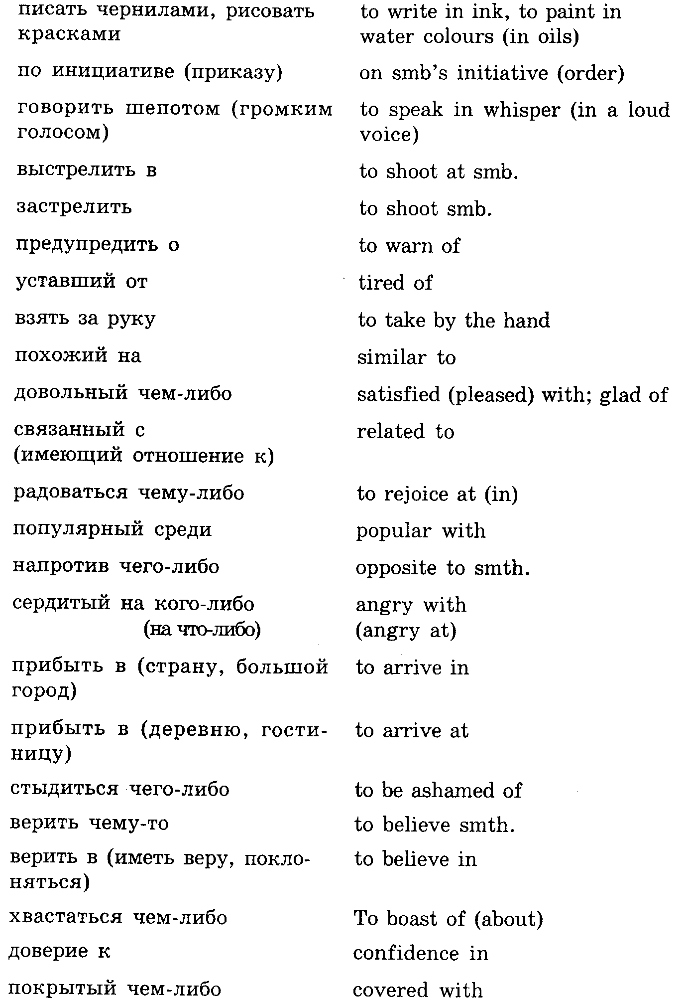 писать чернилами, рисовать to write in ink, to paint in
красками water colours (in oils)
по инициативе (приказу) on smb's initiative (order)
говорить шепотом (громким to speak in whisper (in a loud
голосом) voice)
выстрелить в to shoot at smb.
застрелить to shoot smb.
предупредить о to warn of
уставший от tired of
взять за руку to take by the hand
похожий на similar to
довольный чем-либо satisfied (pleased) with; glad of
связанный с related to
(имеющий отношение к)
радоваться чему-либо to rejoice at (in)
популярный среди popular with
напротив чего-либо opposite to smth.
сердитый на кого-либо angry with
(на что-либо) (angry at)
прибыть в (страну, большой to arrive in
город)
прибыть в (деревню, гости- to arrive at
ницу)
стыдиться чего-либо to be ashamed of
верить чему-то to believe smth.
верить в (иметь веру, покло- to believe in
няться)
хвастаться чем-либо To boast of (about)
доверие к confidence in
покрытый чем-либо covered with